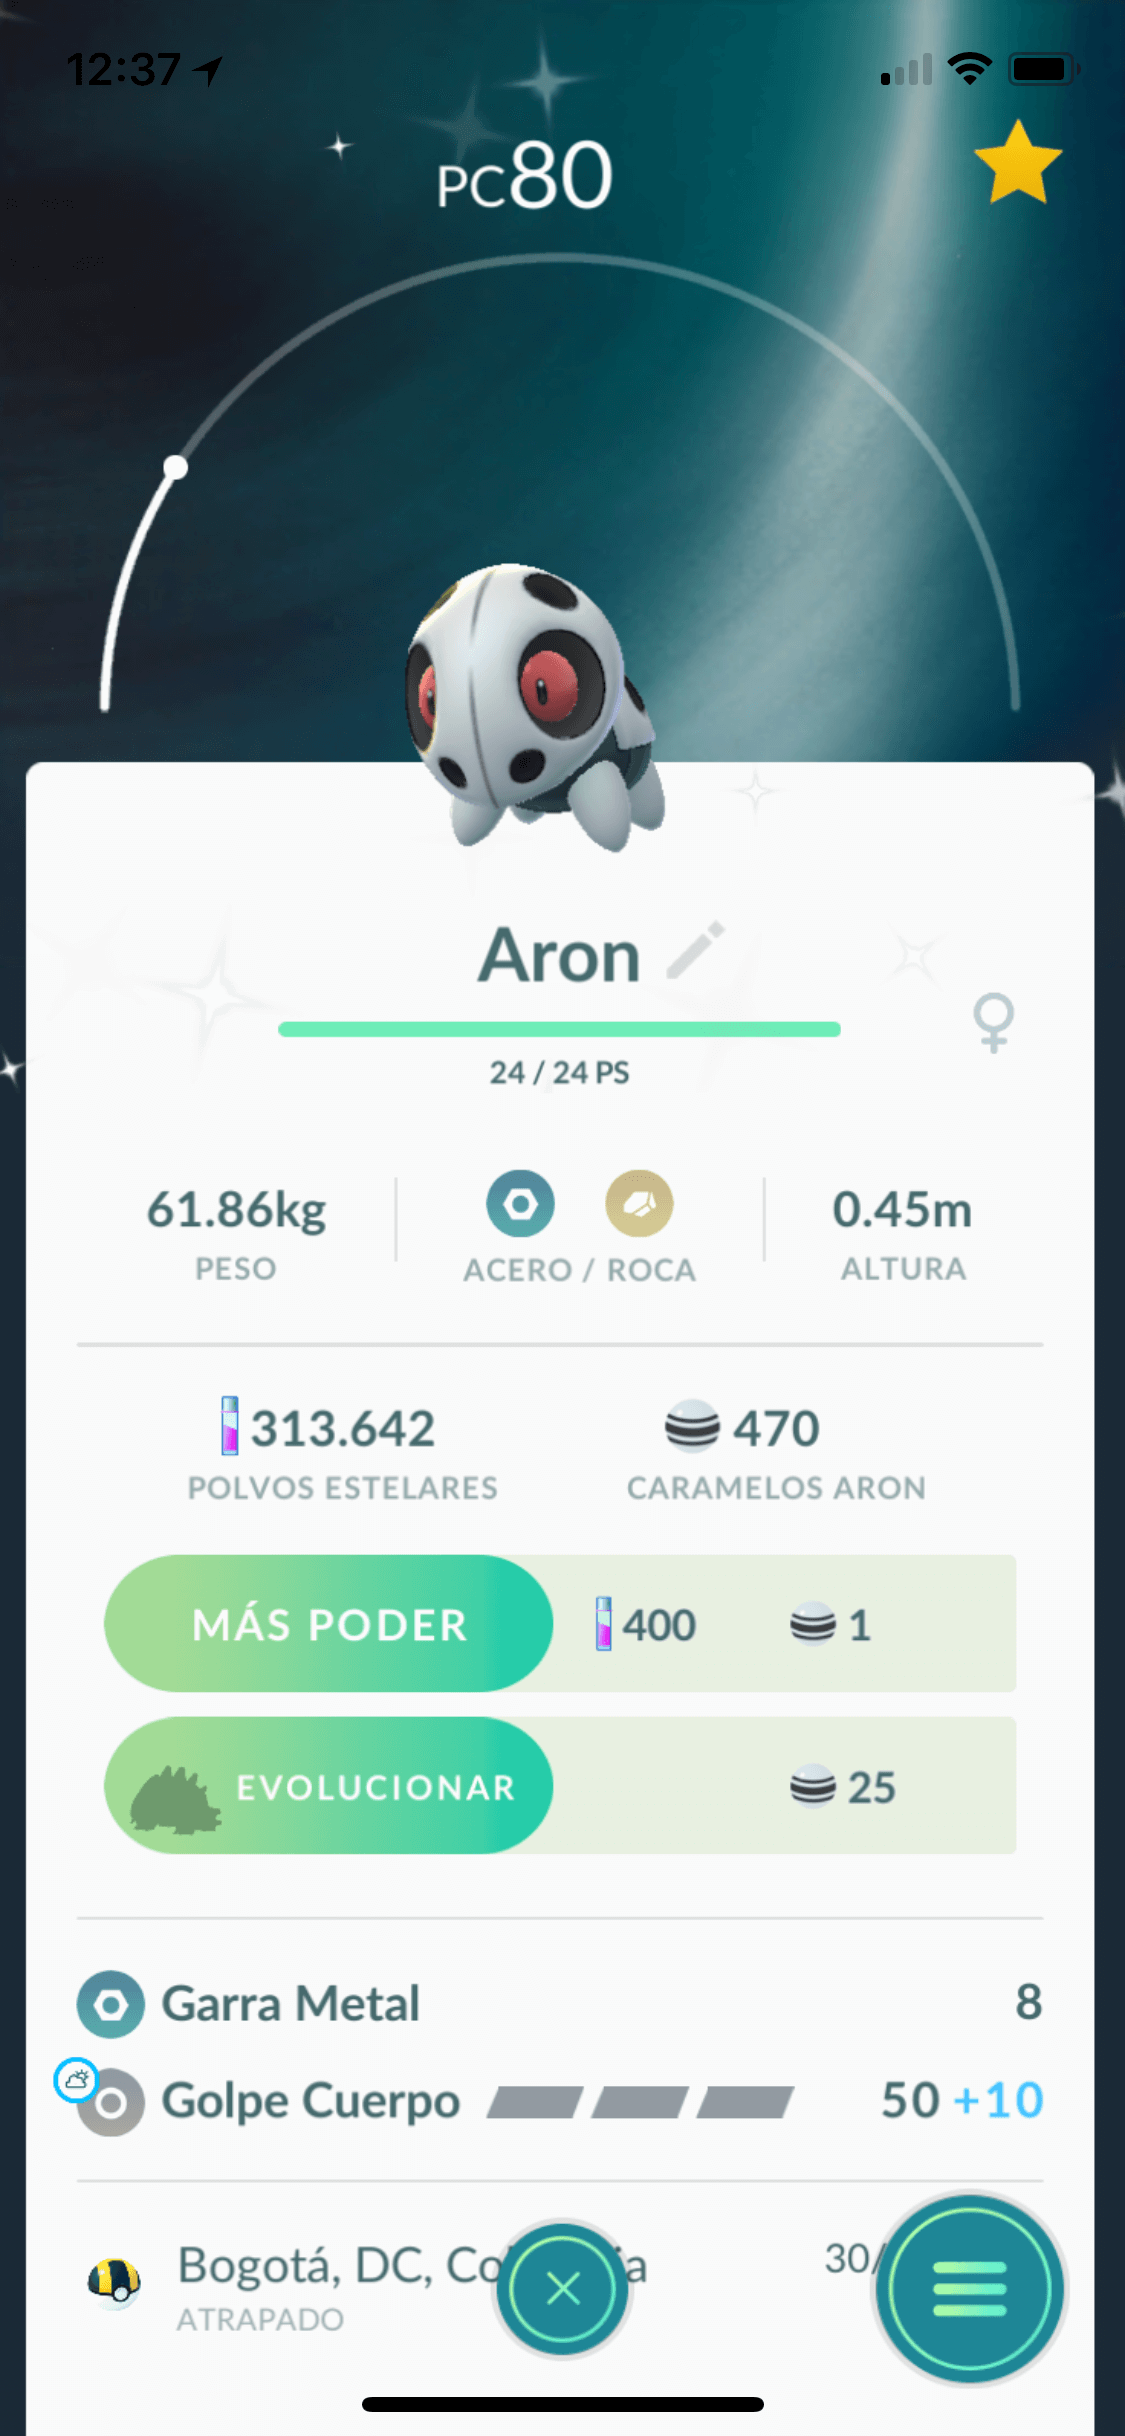 12:37
PC80
Aron
24 / 24 PS
61.86kg
PESO
ACERO / ROCA
0.45m
ALTURA
313.642
POLVOS ESTELARES
470
CARAMELOS ARON
MÁS PODER 400 1
EVOLUCIONAR 25
Garra Metal 8
Golpe Cuerpo 50 +10
Bogotá, DC, 30/
ATRAPADO